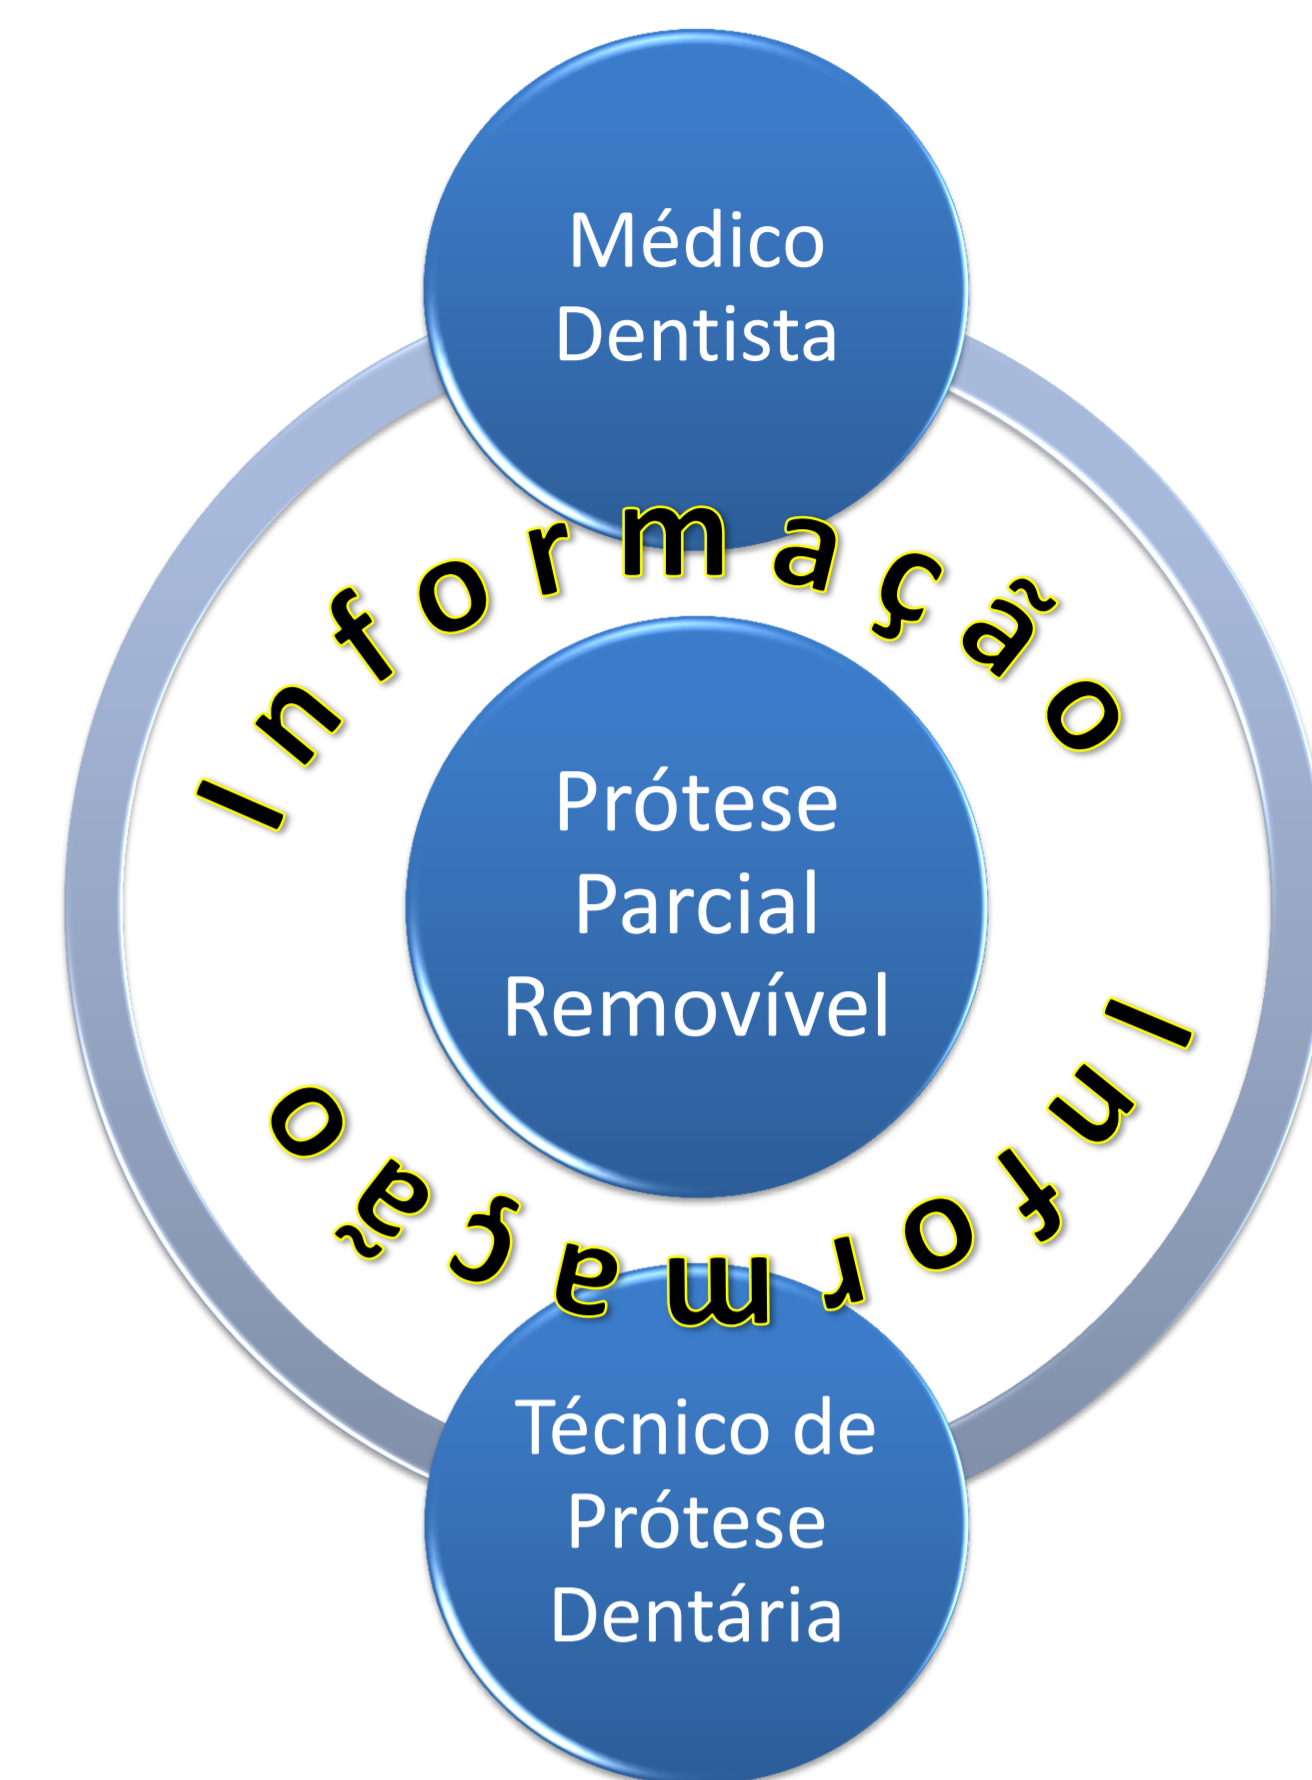 Médico
Dentista
Informação
Prótese
Parcial
Removível
Informação
Técnico de
Prótese
Dentária